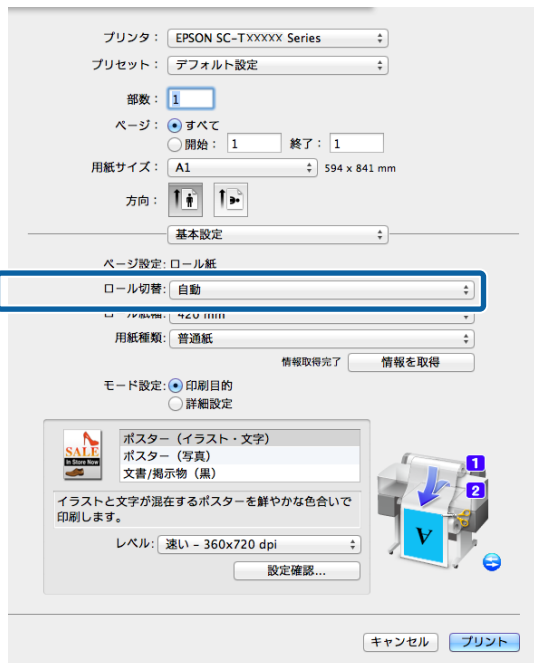 プリンタ： EPSON SC-TXXXXX Series
プリセット： デフォルト設定
部数： 1
ページ： すべて
開始： 1 終了： 1
用紙サイズ： A1 594 x 841 mm
方向：
基本設定
ページ設定: ロール紙
ロール切替: 自動
ロール紙幅: 420 mm
用紙種類: 普通紙
情報取得完了 情報を取得
モード設定: 印刷目的
詳細設定
SALE
In Store Now
ポスター（イラスト・文字）
ポスター（写真）
文書/掲示物（黒）
イラストと文字が混在するポスターを鮮やかな色合いで
印刷します。
レベル: 速い – 360x720 dpi
設定確認...
1
2
A
キャンセル プリント